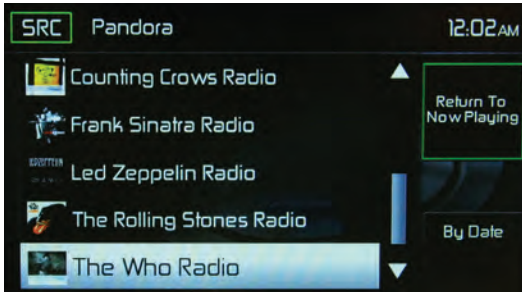 SRC Pandora 12:02AM
Counting Crows Radio
Frank Sinatra Radio
Led Zeppelin Radio
The Rolling Stones Radio
The Who Radio
Return To
Now Playing
By Date